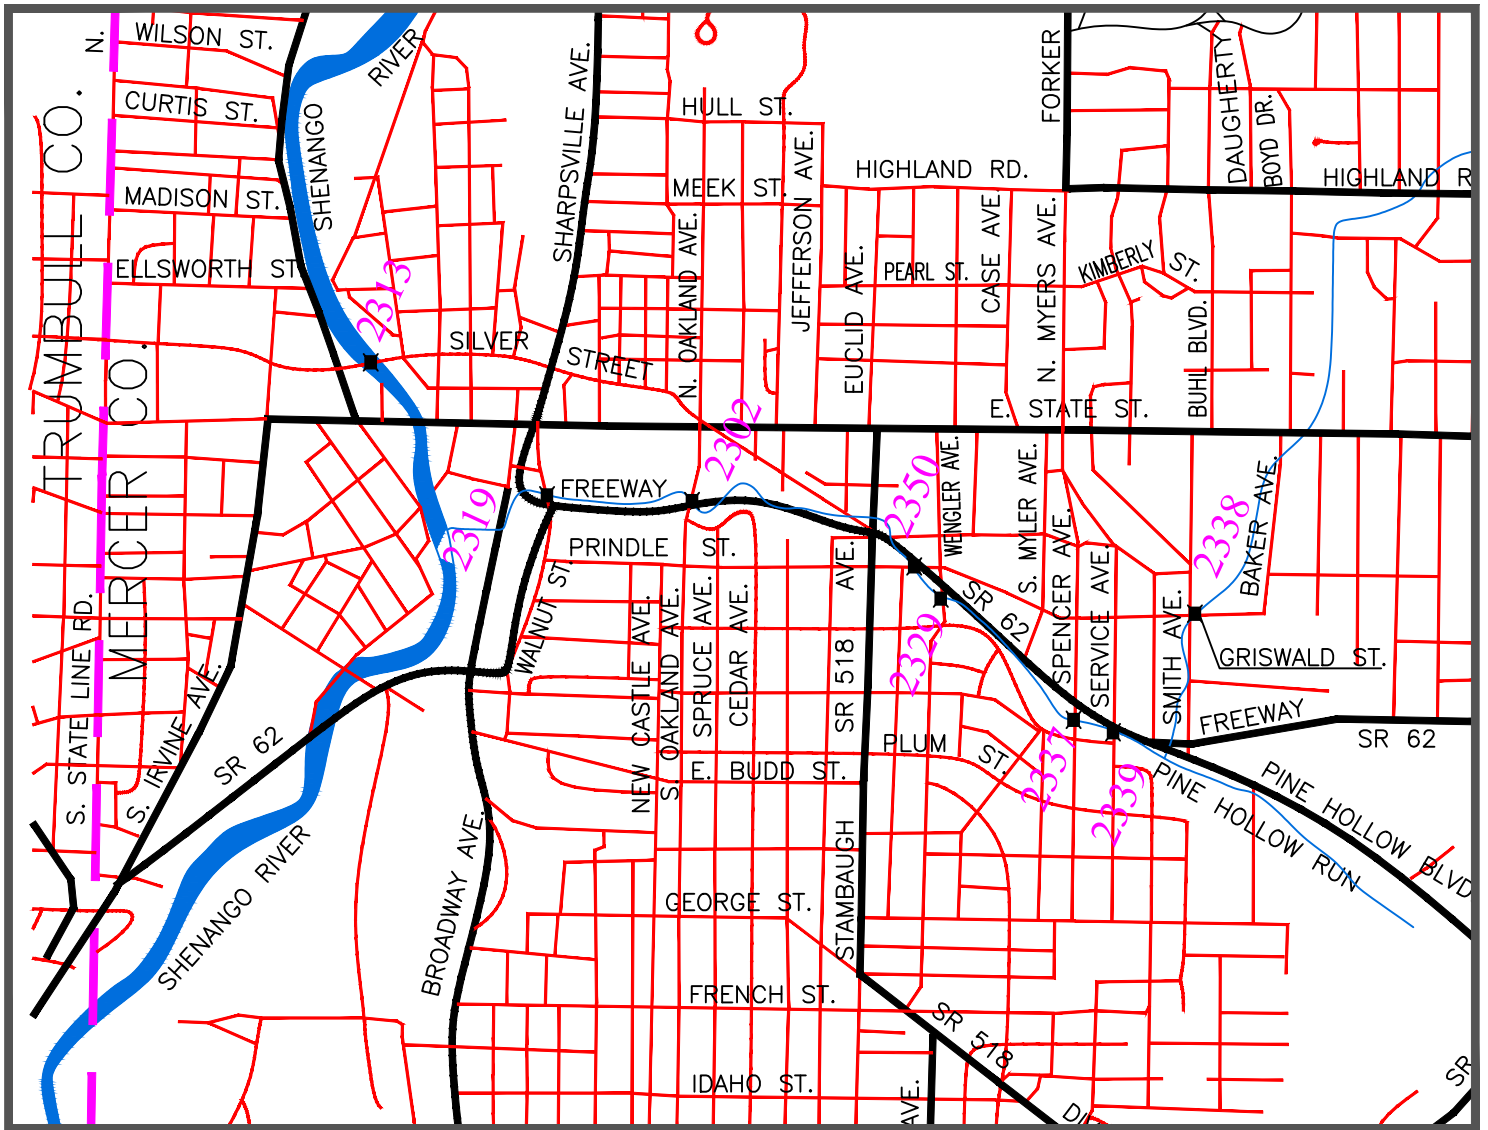 N.
WILSON ST.
RIVER
SHARPSVILLE AVE.
FORKER
DAUGHERTY
BOYD DR.
TRUMBULL CO.
CURTIS ST.
SHENANGO
HULL ST.
JEFFERSON AVE.
HIGHLAND RD.
HIGHLAND R
MADISON ST.
MEEK ST.
N. OAKLAND AVE.
EUCLID AVE.
CASE AVE.
N. MYERS AVE.
KIMBERLY ST.
ELLSWORTH ST.
PEARL ST.
2313
SILVER STREET
BUHL BLVD.
MERCER CO.
E. STATE ST.
2302
2350
WENGLER AVE.
S. MYLER AVE.
BAKER AVE.
2338
2319
FREEWAY
PRINDLE ST.
WALNUT ST.
SPENCER AVE.
SERVICE AVE.
SMITH AVE.
SR 62
S. STATE LINE RD.
S. IRVINE AVE.
NEW CASTLE AVE.
S. OAKLAND AVE.
SPRUCE AVE.
CEDAR AVE.
SR 518
AVE.
2329
GRISWALD ST.
SR 62
FREEWAY
SR 62
PLUM ST.
E. BUDD ST.
2337
2339
PINE HOLLOW BLVD
PINE HOLLOW RUN
SHENANGO RIVER
BROADWAY AVE.
STAMBAUGH
GEORGE ST.
FRENCH ST.
SR 518
SR
IDAHO ST.
AVE.